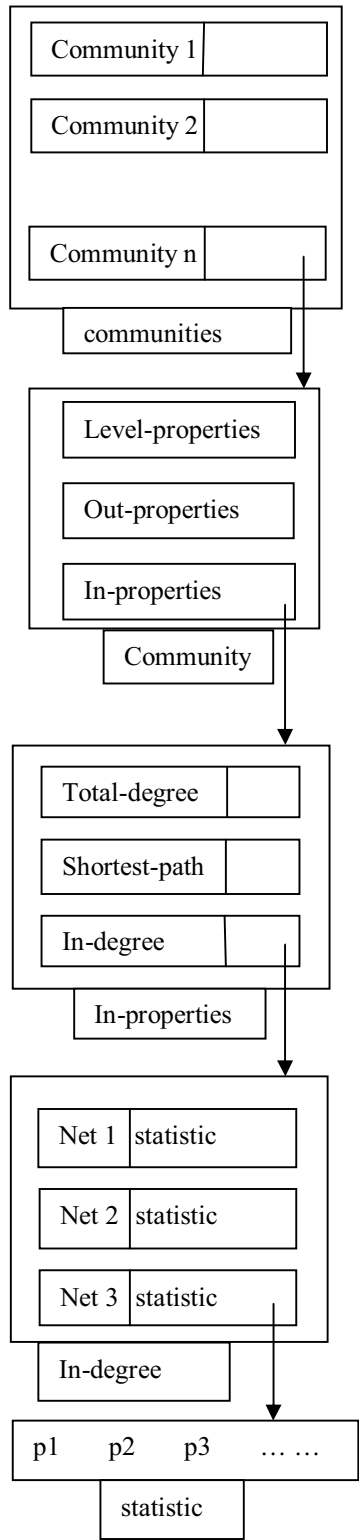 Community 1
Community 2
Community n
communities
Level-properties
Out-properties
In-properties
Community
Total-degree
Shortest-path
In-degree
In-properties
Net 1 statistic
Net 2 statistic
Net 3 statistic
In-degree
p1 p2 p3 … …
statistic